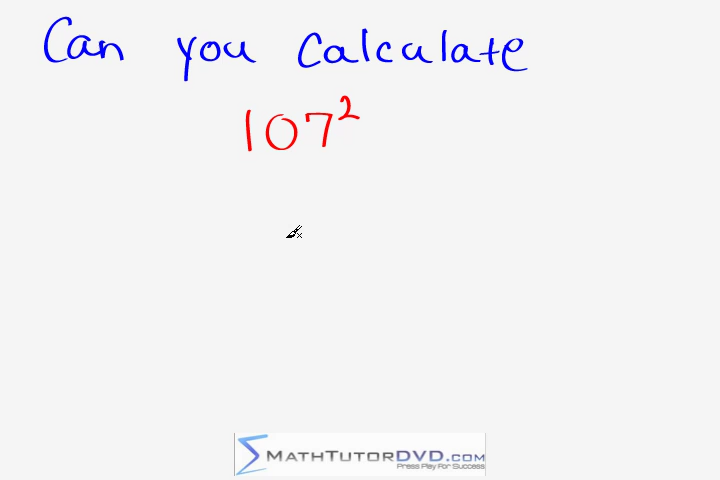 Can you Calculate
107²
MATHTUTORDVD.COM
Press Play For Success